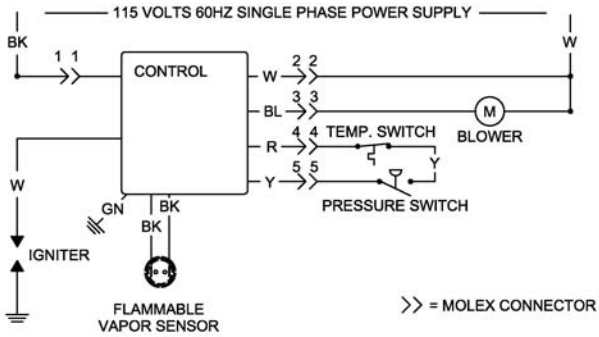 115 VOLTS 60HZ SINGLE PHASE POWER SUPPLY
BK
W
1 1
CONTROL
W 2 2
BL 3 3
M
BLOWER
R 4 4
TEMP. SWITCH
Y
Y 5 5
PRESSURE SWITCH
W
GN
BK
BK
IGNITER
FLAMMABLE
VAPOR SENSOR
>> = MOLEX CONNECTOR